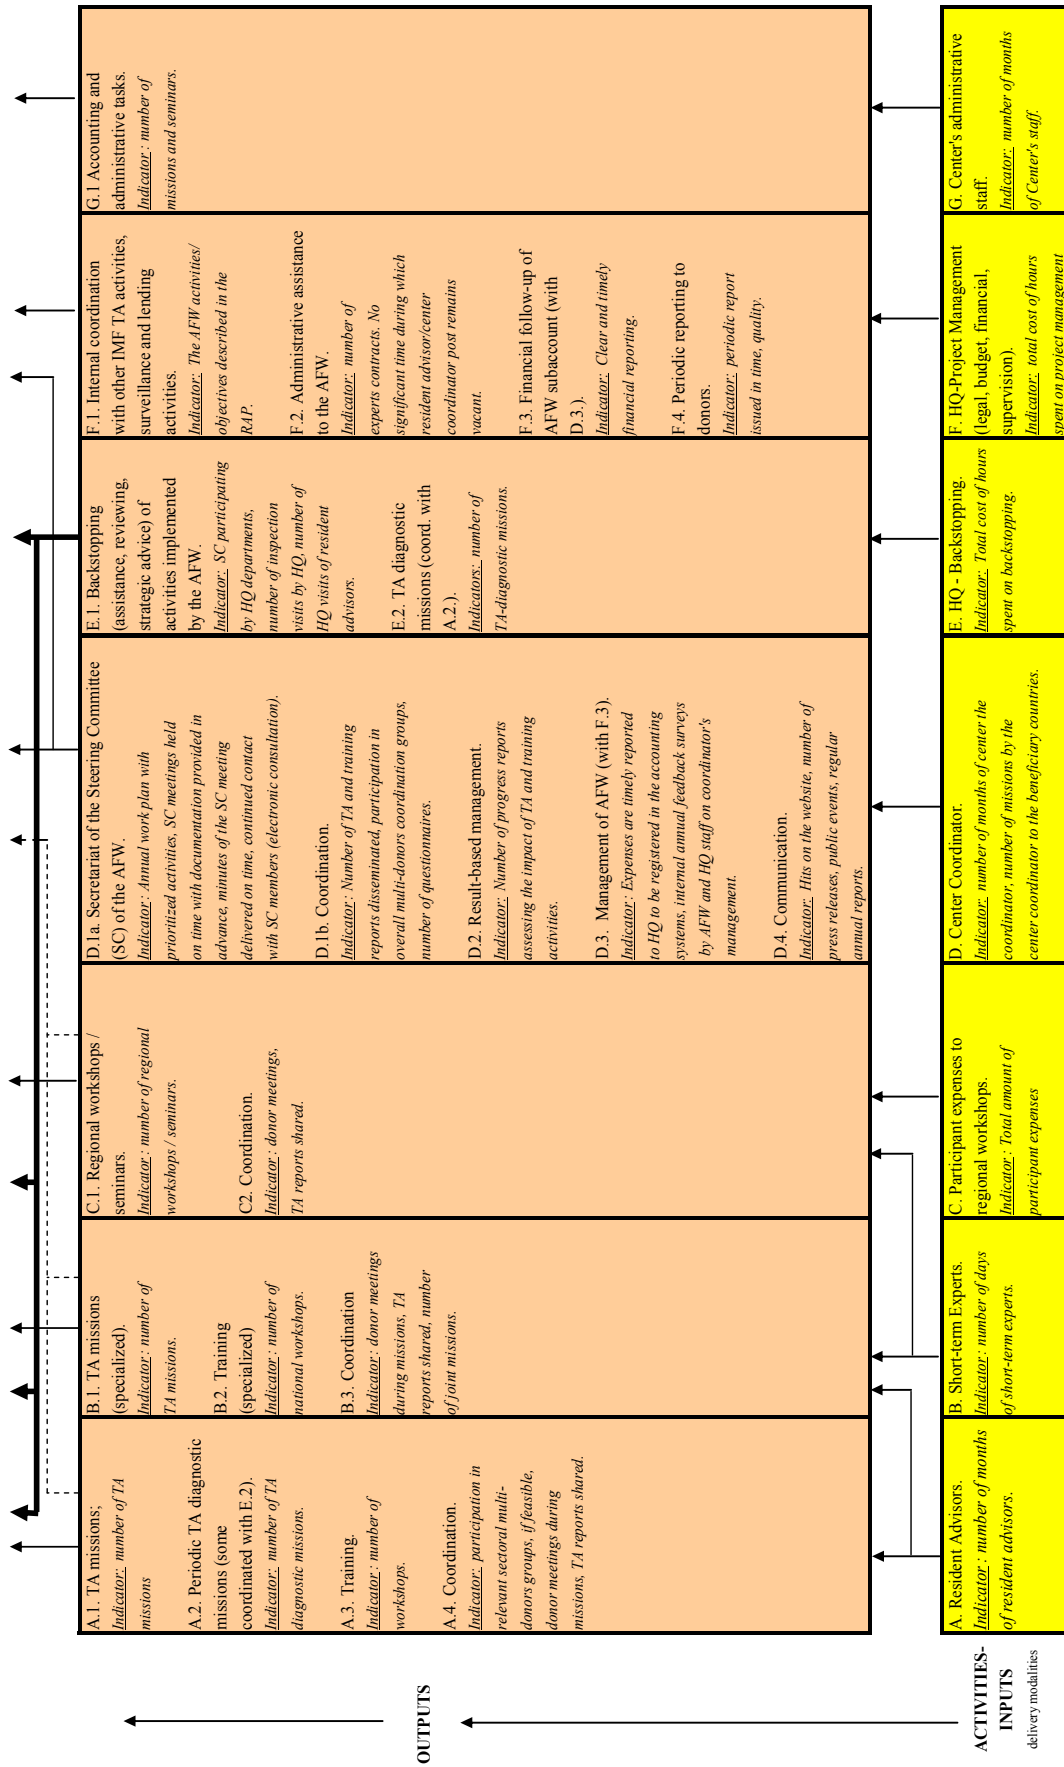 OUTPUTS
A.1. TA missions;
Indicator: number of TA
missions
A.2. Periodic TA diagnostic
missions (some
coordinated with E.2).
Indicator: number of TA
diagnostic missions.
A.3. Training.
Indicator : number of
workshops.
A.4. Coordination.
Indicator: participation in
relevant sectoral multi-
donors groups, if feasible,
donor meetings during
missions, TA reports shared.
B.1. TA missions
(specialized).
Indicator : number of
TA missions.
B.2. Training
(specialized)
Indicator : number of
national workshops.
B.3. Coordination
Indicator : donor meetings
during missions, TA
reports shared, number
of joint missions.
C.1. Regional workshops /
seminars.
Indicator : number of regional
workshops / seminars.
C2. Coordination.
Indicator : donor meetings,
TA reports shared.
D.1a. Secretariat of the Steering Committee
(SC) of the AFW.
Indicator : Annual work plan with
prioritized activities, SC meetings held
on time with documentation provided in
advance, minutes of the SC meeting
delivered on time, continued contact
with SC members (electronic consultation).
D.1b. Coordination.
Indicator : Number of TA and training
reports disseminated, participation in
overall multi-donors coordination groups,
number of questionnaires.
D.2. Result-based management.
Indicator: Number of progress reports
assessing the impact of TA and training
activities.
D.3. Management of AFW (with F.3).
Indicator : Expenses are timely reported
to HQ to be registered in the accounting
systems, internal annual feedback surveys
by AFW and HQ staff on coordinator's
management.
D.4. Communication.
Indicator: Hits on the website, number of
press releases, public events, regular
annual reports.
E.1. Backstopping
(assistance, reviewing,
strategic advice) of
activities implemented
by the AFW.
Indicator: SC participating
by HQ departments,
number of inspection
visits by HQ, number of
HQ visits of resident
advisors.
E.2. TA diagnostic
missions (coord. with
A.2.).
Indicators: number of
TA-diagnostic missions.
F.1. Internal coordination
with other IMF TA activities,
surveillance and lending
activities.
Indicator: The AFW activities/
objectives described in the
RAP.
F.2. Administrative assistance
to the AFW.
Indicator: number of
experts contracts. No
significant time during which
resident advisor/center
coordinator post remains
vacant.
F.3. Financial follow-up of
AFW subaccount (with
D.3.).
Indicator: Clear and timely
financial reporting.
F.4. Periodic reporting to
donors.
Indicator: periodic report
issued in time, quality.
G.1 Accounting and
administrative tasks.
Indicator : number of
missions and seminars.
ACTIVITIES-
INPUTS
delivery modalities
A. Resident Advisors.
Indicator : number of months
of resident advisors.
B. Short-term Experts.
Indicator: number of days
of short-term experts.
C. Participant expenses to
regional workshops.
Indicator : Total amount of
participant expenses
D. Center Coordinator.
Indicator: number of months of center the
coordinator, number of missions by the
center coordinator to the beneficiary countries.
E. HQ - Backstopping.
Indicator: Total cost of hours
spent on backstopping.
F. HQ-Project Management
(legal, budget, financial,
supervision).
Indicator: total cost of hours
spent on project management
G. Center's administrative
staff.
Indicator: number of months
of Center's staff.